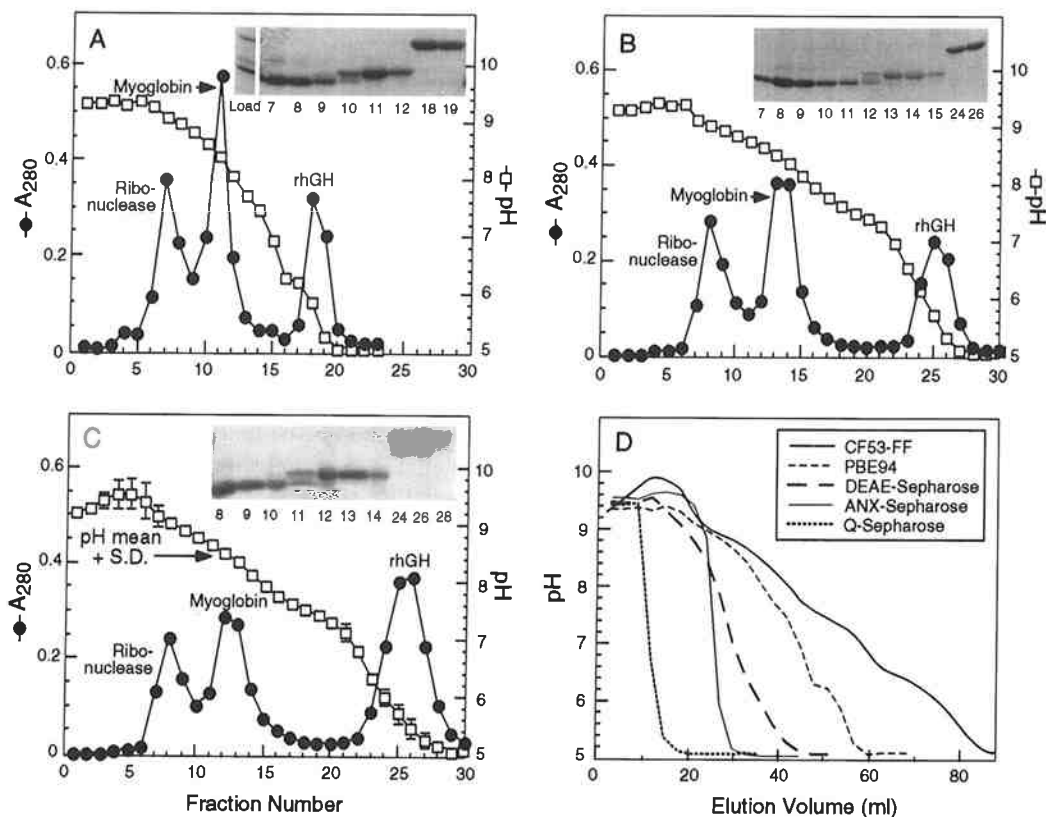 A
B
0.6
0.4
0.2
0
A280
10
9
8
7
6
5
pH
Myoglobin
Ribo-
nuclease
rhGH
Load 7 8 9 10 11 12 18 19
0 5 10 15 20 25 30
0.6
0.4
0.2
0
A280
10
9
8
7
6
5
pH
Myoglobin
Ribo-
nuclease
rhGH
7 8 9 10 11 12 13 14 15 24 26
0 5 10 15 20 25 30
C
0.6
0.4
0.2
0
A280
10
9
8
7
6
5
pH
8 9 10 11 12 13 14 24 26 28
pH mean
+ S.D.
Myoglobin
Ribo-
nuclease
rhGH
0 5 10 15 20 25 30
Fraction Number
D
CF53-FF
PBE94
DEAE-Sepharose
ANX-Sepharose
Q-Sepharose
pH
10
9
8
7
6
5
0 20 40 60 80
Elution Volume (ml)